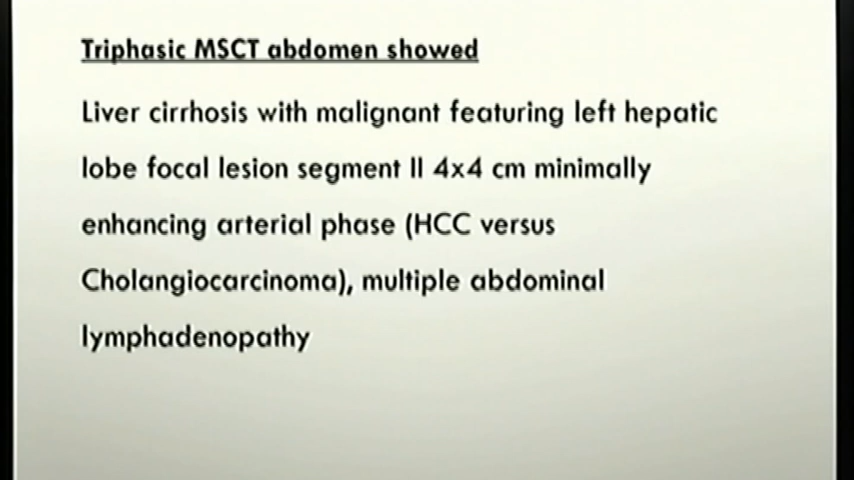 Triphasic MSCT abdomen showed
Liver cirrhosis with malignant featuring left hepatic
lobe focal lesion segment II 4x4 cm minimally
enhancing arterial phase (HCC versus
Cholangiocarcinoma), multiple abdominal
lymphadenopathy